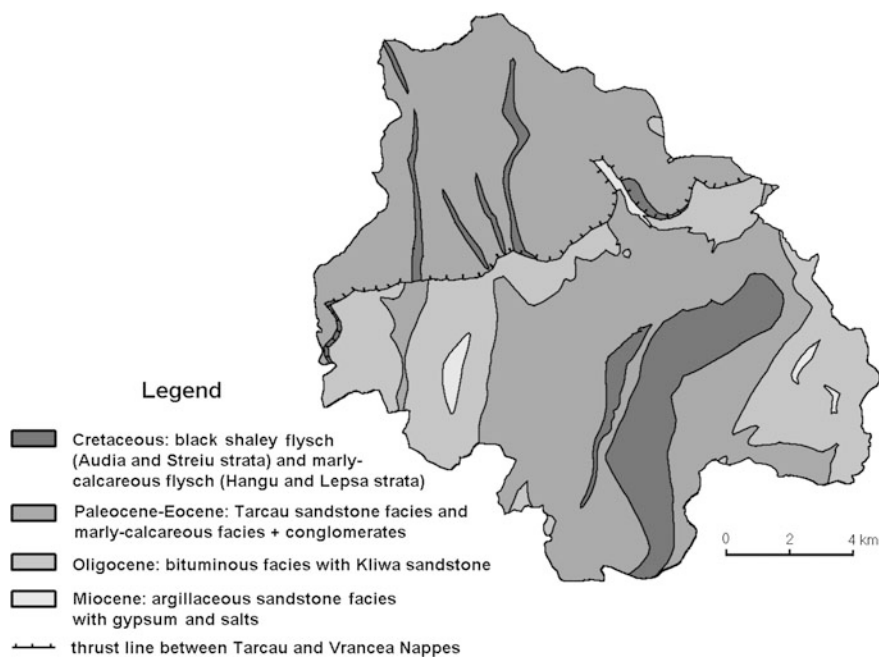 Legend
Cretaceous: black shaley flysch
(Audia and Streiu strata) and marly-
calcareous flysch (Hangu and Lepsa strata)
Paleocene-Eocene: Tarcau sandstone facies and
marly-calcareous facies + conglomerates
Oligocene: bituminous facies with Kliwa sandstone
Miocene: argillaceous sandstone facies
with gypsum and salts
thrust line between Tarcau and Vrancea Nappes
0 2 4 km